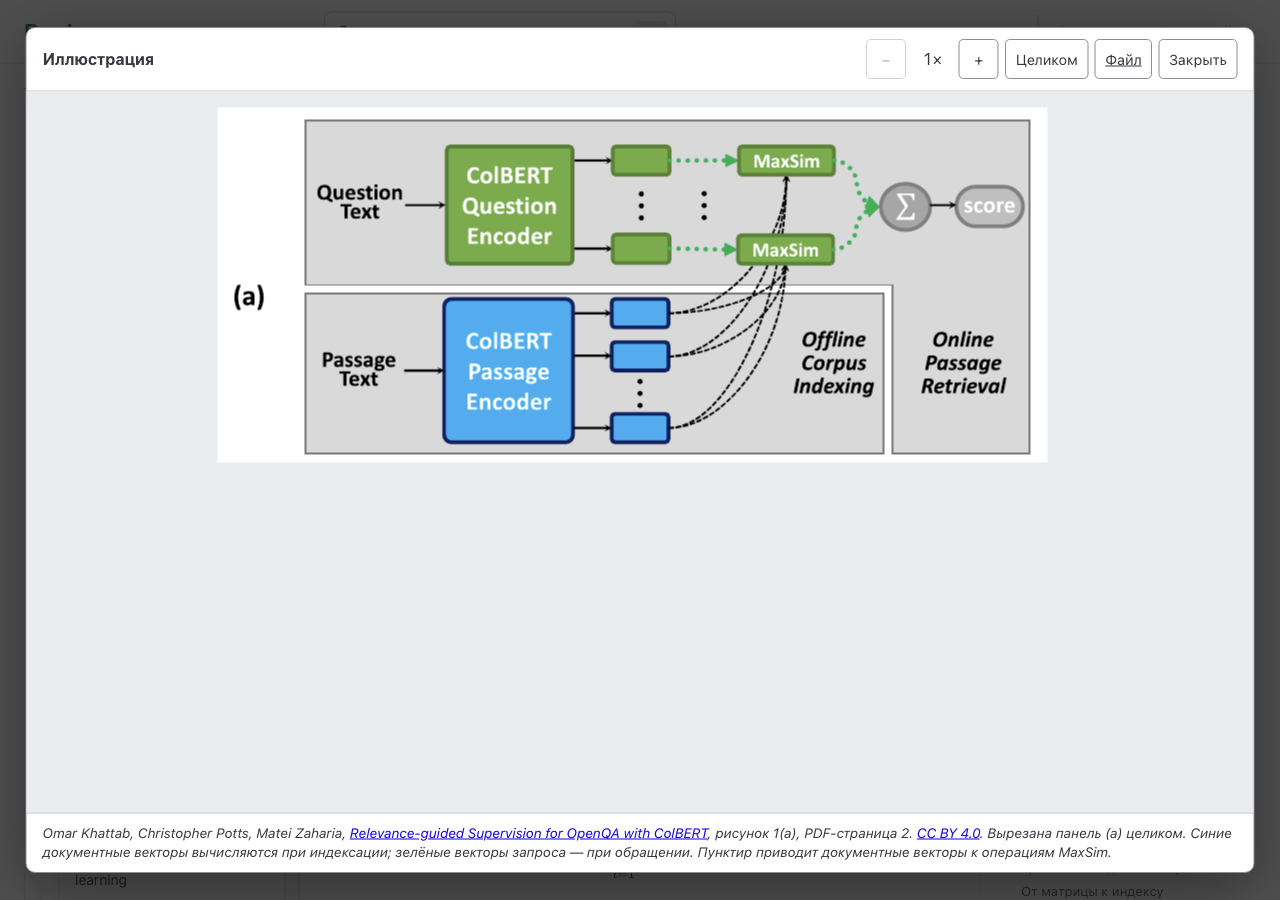 Иллюстрация
−
1×
+
Целиком
Файл
Закрыть
Question
Text
ColBERT
Question
Encoder
MaxSim
MaxSim
Σ
score
(a)
Passage
Text
ColBERT
Passage
Encoder
Offline
Corpus
Indexing
Online
Passage
Retrieval
Omar Khattab, Christopher Potts, Matei Zaharia, Relevance-guided Supervision for OpenQA with ColBERT, рисунок 1(a), PDF-страница 2. CC BY 4.0. Вырезана панель (a) целиком. Синие
документные векторы вычисляются при индексации; зелёные векторы запроса — при обращении. Пунктир приводит документные векторы к операциям MaxSim.
learning
От матрицы к индексу